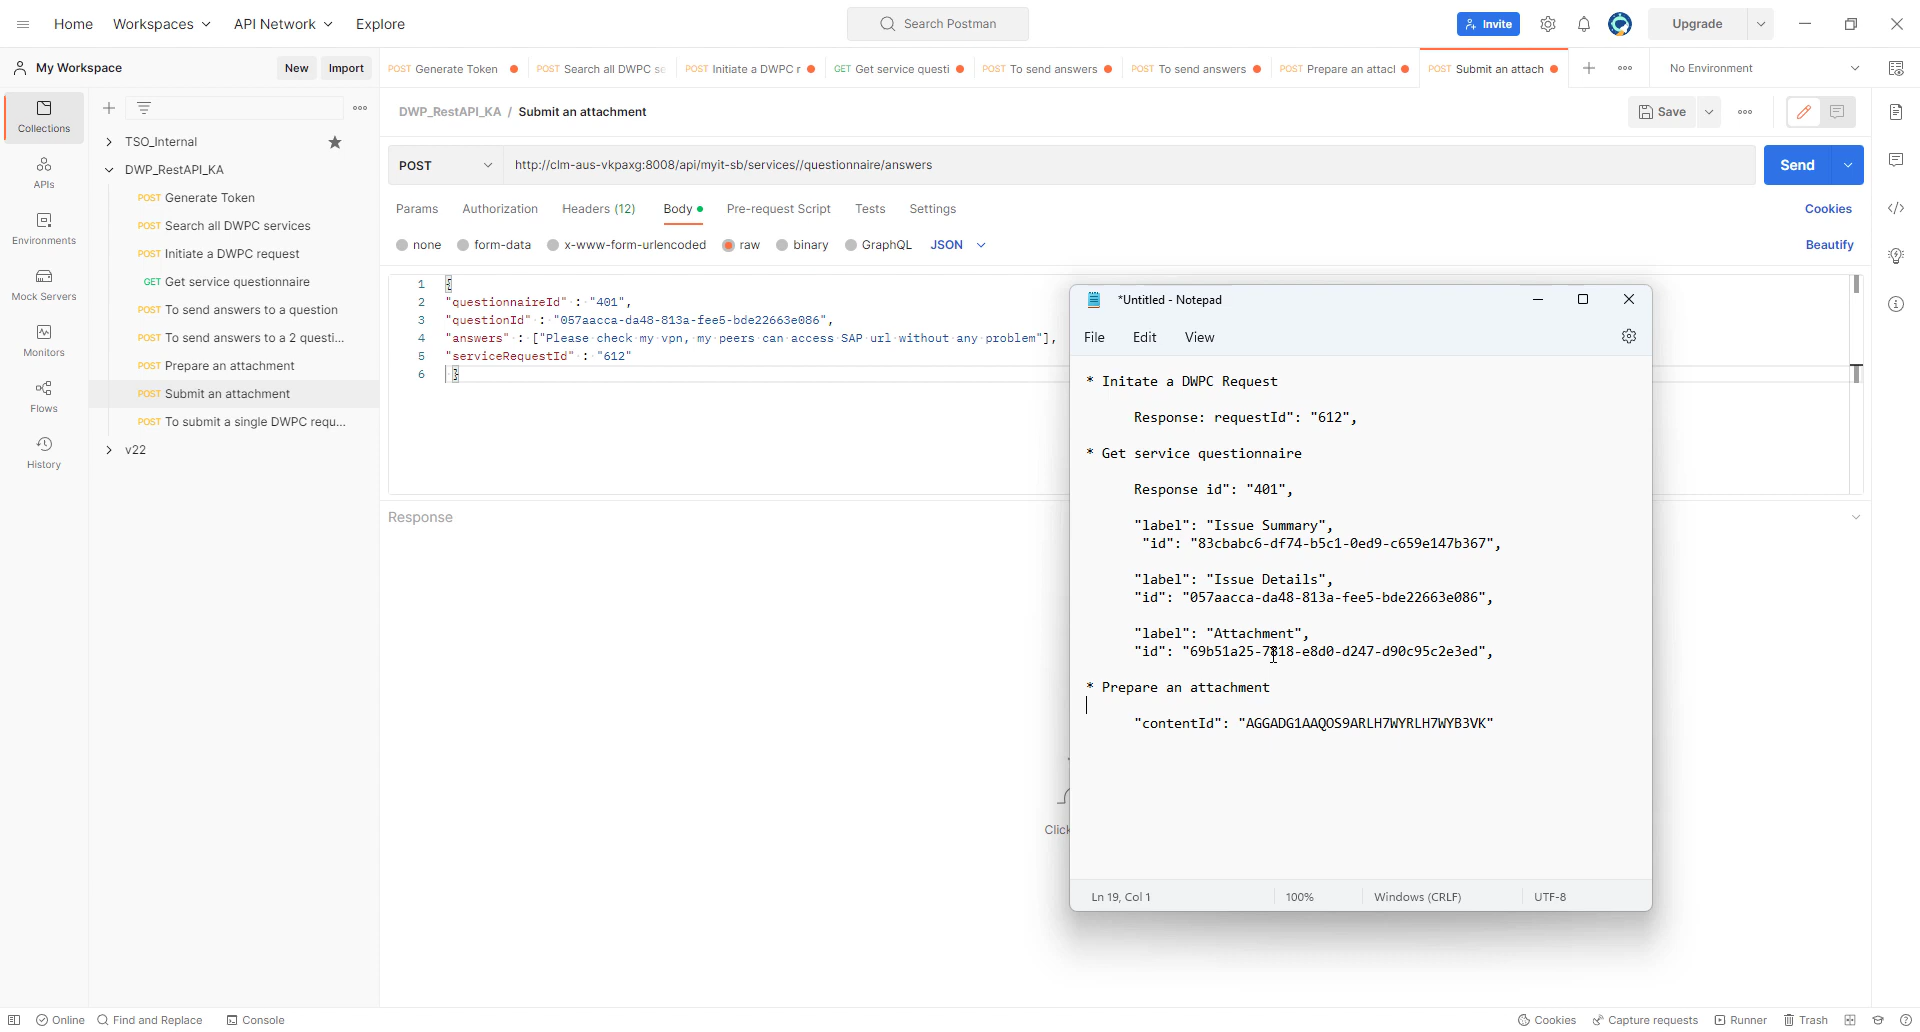 Home Workspaces API Network Explore Search Postman Invite Upgrade
My Workspace New Import
POST Generate Token POST Search all DWPC se POST Initiate a DWPC r GET Get service questi POST To send answers POST To send answers POST Prepare an attacl POST Submit an attach No Environment
Collections
APIs
Environments
Mock Servers
Monitors
Flows
History
TSO_Internal
DWP_RestAPI_KA
POST Generate Token
POST Search all DWPC services
POST Initiate a DWPC request
GET Get service questionnaire
POST To send answers to a question
POST To send answers to a 2 questi...
POST Prepare an attachment
POST Submit an attachment
POST To submit a single DWPC requ...
v22
DWP_RestAPI_KA / Submit an attachment Save
POST http://clm-aus-vkpaxg:8008/api/myit-sb/services//questionnaire/answers Send
Params Authorization Headers (12) Body Pre-request Script Tests Settings Cookies
none form-data x-www-form-urlencoded raw binary GraphQL JSON Beautify
1 {
2 "questionnaireId" : "401",
3 "questionId" : "057aacca-da48-813a-fee5-bde22663e086",
4 "answers" : ["Please check my vpn, my peers can access SAP url without any problem"],
5 "serviceRequestId" : "612"
6 }
Response
Click
*Untitled - Notepad
File Edit View
* Initate a DWPC Request
Response: requestId": "612",
* Get service questionnaire
Response id": "401",
"label": "Issue Summary",
"id": "83cbabc6-df74-b5c1-0ed9-c659e147b367",
"label": "Issue Details",
"id": "057aacca-da48-813a-fee5-bde22663e086",
"label": "Attachment",
"id": "69b51a25-7818-e8d0-d247-d90c95c2e3ed",
* Prepare an attachment
"contentId": "AGGADG1AAQOS9ARLH7WYRLH7WYB3VK"
Ln 19, Col 1 100% Windows (CRLF) UTF-8
Online Find and Replace Console Cookies Capture requests Runner Trash